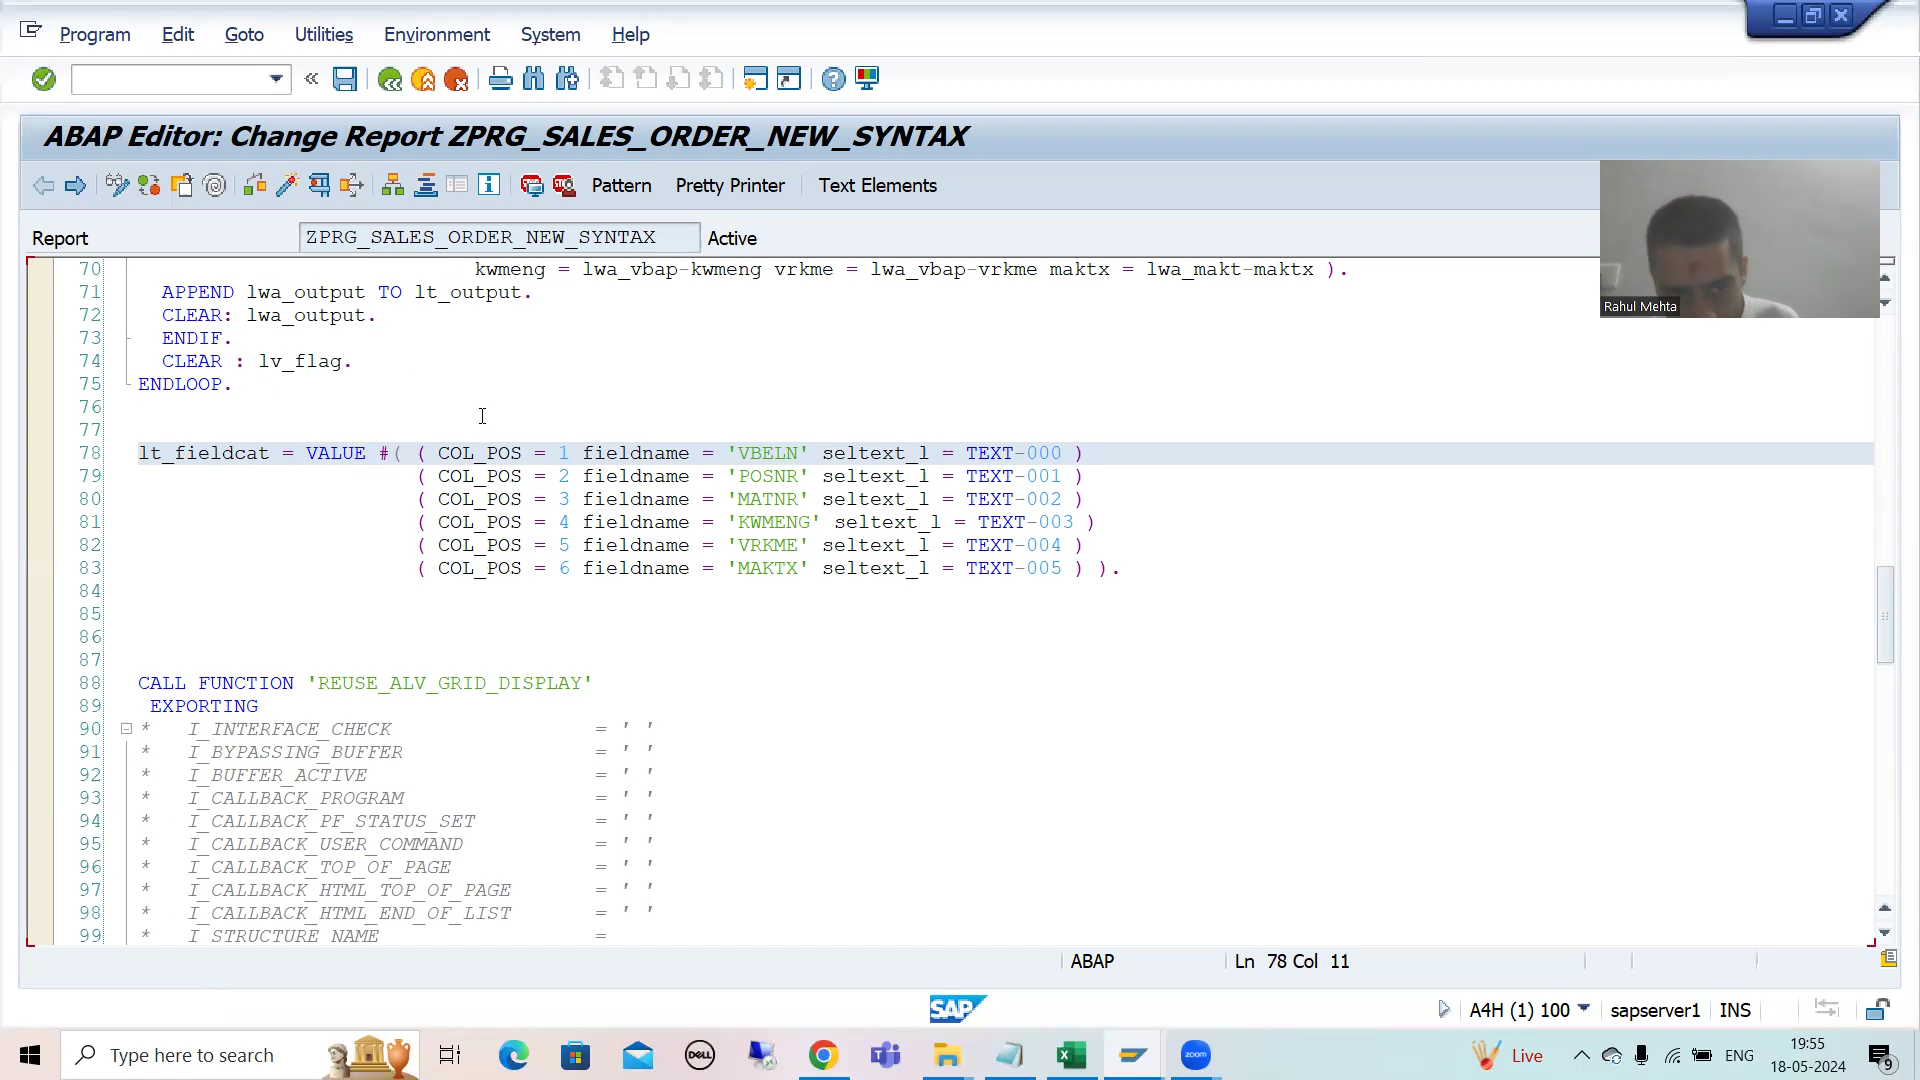 Program Edit Goto Utilities Environment System Help
ABAP Editor: Change Report ZPRG_SALES_ORDER_NEW_SYNTAX
Pattern Pretty Printer Text Elements
Report ZPRG_SALES_ORDER_NEW_SYNTAX Active
Rahul Mehta
70 kwmeng = lwa_vbap-kwmeng vrkme = lwa_vbap-vrkme maktx = lwa_makt-maktx ).
71 APPEND lwa_output TO lt_output.
72 CLEAR: lwa_output.
73 ENDIF.
74 CLEAR : lv_flag.
75 ENDLOOP.
76
77
78 lt_fieldcat = VALUE #( ( COL_POS = 1 fieldname = 'VBELN' seltext_l = TEXT-000 )
79 ( COL_POS = 2 fieldname = 'POSNR' seltext_l = TEXT-001 )
80 ( COL_POS = 3 fieldname = 'MATNR' seltext_l = TEXT-002 )
81 ( COL_POS = 4 fieldname = 'KWMENG' seltext_l = TEXT-003 )
82 ( COL_POS = 5 fieldname = 'VRKME' seltext_l = TEXT-004 )
83 ( COL_POS = 6 fieldname = 'MAKTX' seltext_l = TEXT-005 ) ).
84
85
86
87
88 CALL FUNCTION 'REUSE_ALV_GRID_DISPLAY'
89 EXPORTING
90 * I_INTERFACE_CHECK = ' '
91 * I_BYPASSING_BUFFER = ' '
92 * I_BUFFER_ACTIVE = ' '
93 * I_CALLBACK_PROGRAM = ' '
94 * I_CALLBACK_PF_STATUS_SET = ' '
95 * I_CALLBACK_USER_COMMAND = ' '
96 * I_CALLBACK_TOP_OF_PAGE = ' '
97 * I_CALLBACK_HTML_TOP_OF_PAGE = ' '
98 * I_CALLBACK_HTML_END_OF_LIST = ' '
99 * I_STRUCTURE_NAME =
ABAP Ln 78 Col 11
SAP A4H (1) 100 sapserver1 INS
Type here to search DELL zoom Live ENG 19:55
18-05-2024 9